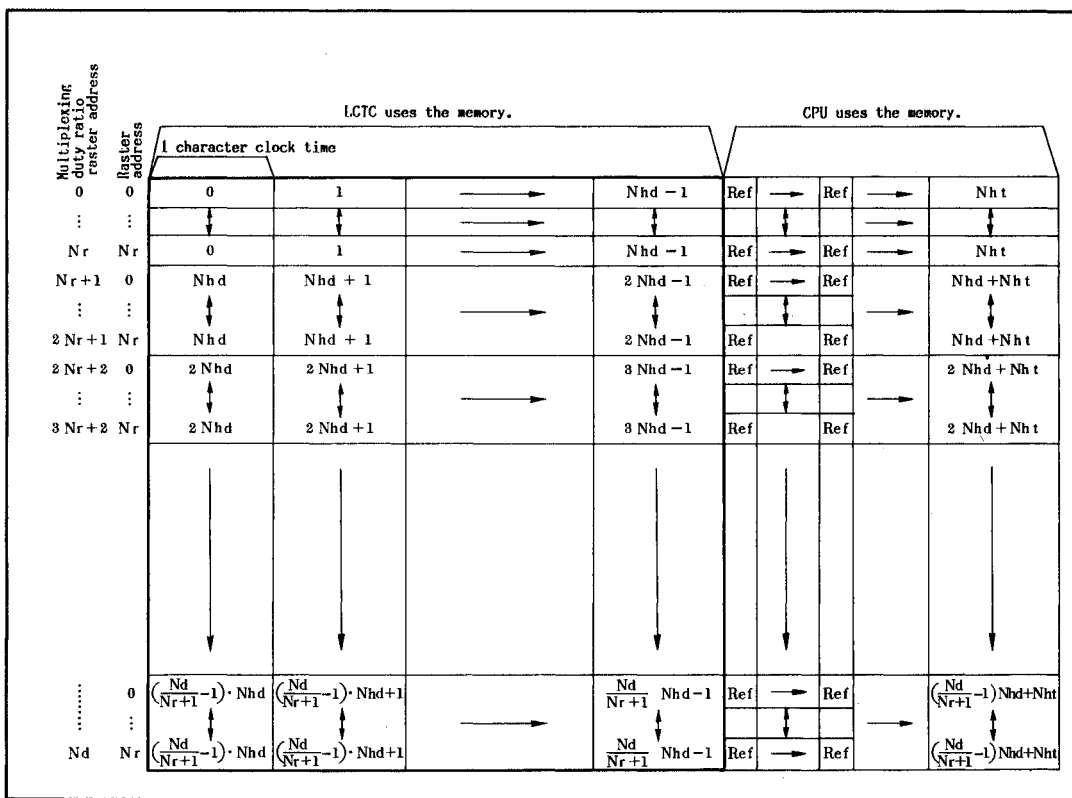 Multiplexing
duty ratio
raster address
Raster
address
LCTC uses the memory.
CPU uses the memory.
1 character clock time
0 0 0 1 Nhd − 1 Ref Ref Nht
⋮ ⋮
Nr Nr 0 1 Nhd − 1 Ref Ref Nht
Nr+1 0 Nhd Nhd + 1 2 Nhd−1 Ref Ref Nhd+Nht
⋮ ⋮
2 Nr+1 Nr Nhd Nhd + 1 2 Nhd−1 Ref Ref Nhd+Nht
2 Nr+2 0 2 Nhd 2 Nhd+1 3 Nhd−1 Ref Ref 2 Nhd+Nht
⋮ ⋮
3 Nr+2 Nr 2 Nhd 2 Nhd+1 3 Nhd−1 Ref Ref 2 Nhd+Nht
⋮ 0 (Nd/Nr+1 −1)·Nhd (Nd/Nr+1 −1)·Nhd+1 Nd/Nr+1 Nhd−1 Ref Ref (Nd/Nr+1 −1)Nhd+Nht
⋮ ⋮
Nd Nr (Nd/Nr+1 −1)·Nhd (Nd/Nr+1 −1)·Nhd+1 Nd/Nr+1 Nhd−1 Ref Ref (Nd/Nr+1 −1)Nhd+Nht